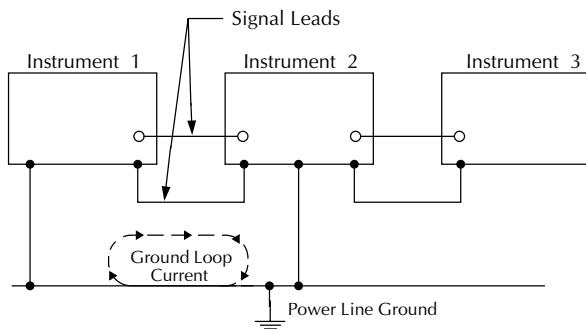 Signal Leads
Instrument 1
Instrument 2
Instrument 3
Ground Loop
Current
Power Line Ground